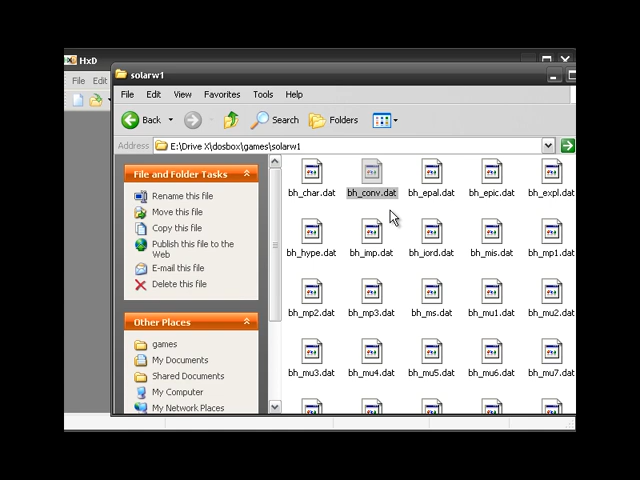 HxD
solarw1
File Edit
File Edit View Favorites Tools Help
Back Search Folders
Address E:\Drive X\dosbox\games\solarw1
File and Folder Tasks
Rename this file
Move this file
Copy this file
Publish this file to the
Web
E-mail this file
Delete this file
Other Places
games
My Documents
Shared Documents
My Computer
My Network Places
bh_char.dat bh_conv.dat bh_epal.dat bh_epic.dat bh_expl.dat
bh_hype.dat bh_imp.dat bh_iord.dat bh_mis.dat bh_mp1.dat
bh_mp2.dat bh_mp3.dat bh_ms.dat bh_mu1.dat bh_mu2.dat
bh_mu3.dat bh_mu4.dat bh_mu5.dat bh_mu6.dat bh_mu7.dat